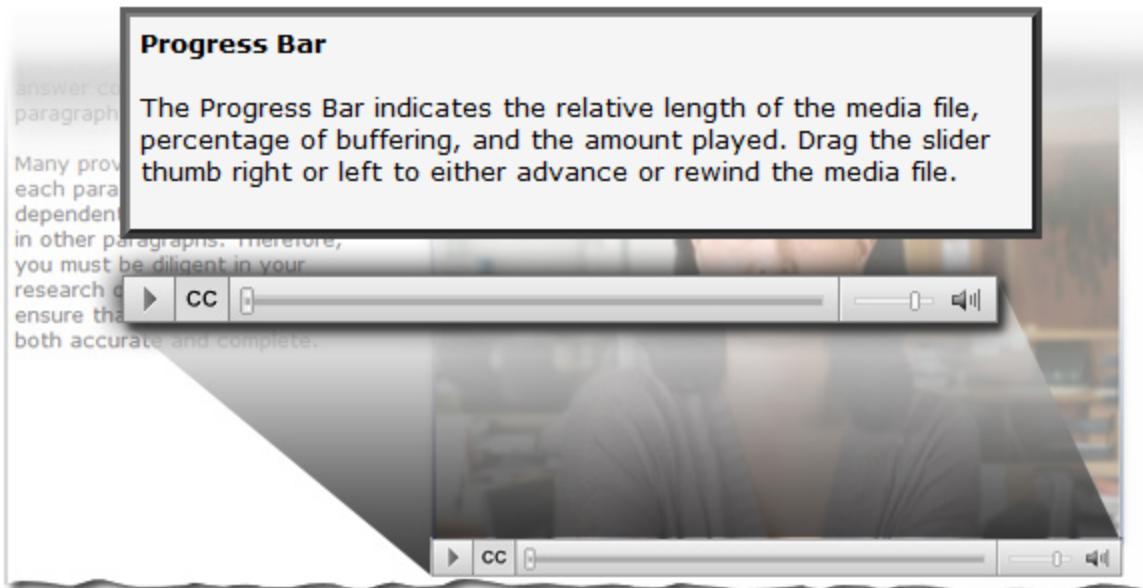 Progress Bar
The Progress Bar indicates the relative length of the media file,
percentage of buffering, and the amount played. Drag the slider
thumb right or left to either advance or rewind the media file.
answer
paragraph
Many prov
each para
dependent
in other paragraphs. Therefore,
you must be diligent in your
research
ensure tha
both accurate and complete.
CC
CC